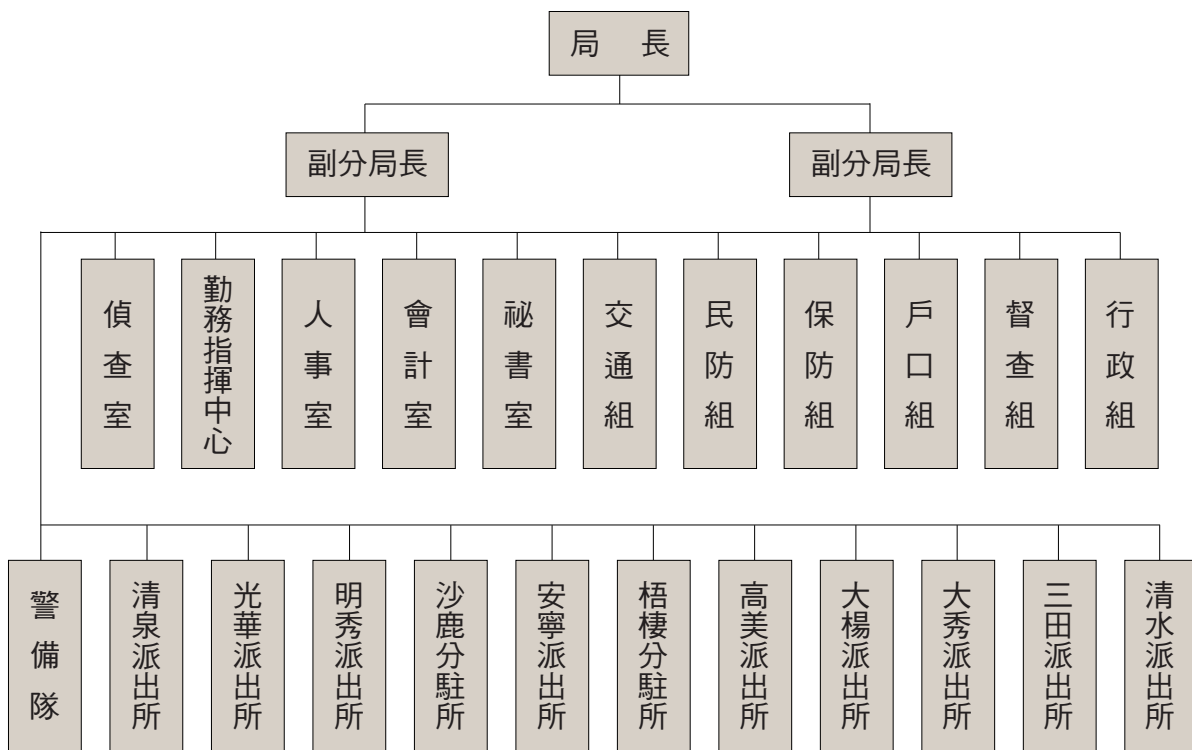 局長
副分局長
副分局長
偵查室
勤務指揮中心
人事室
會計室
祕書室
交通組
民防組
保防組
戶口組
督查組
行政組
警備隊
清泉派出所
光華派出所
明秀派出所
沙鹿分駐所
安寧派出所
梧棲分駐所
高美派出所
大楊派出所
大秀派出所
三田派出所
清水派出所